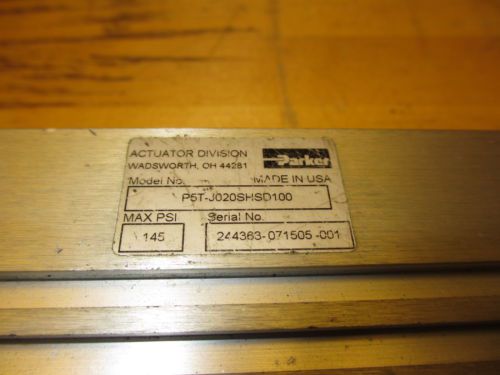 ACTUATOR DIVISION
WADSWORTH, OH 44281
Parker
Model No. MADE IN USA
P5T-J020SHSD100
MAX PSI Serial No.
145 244363-071505-001